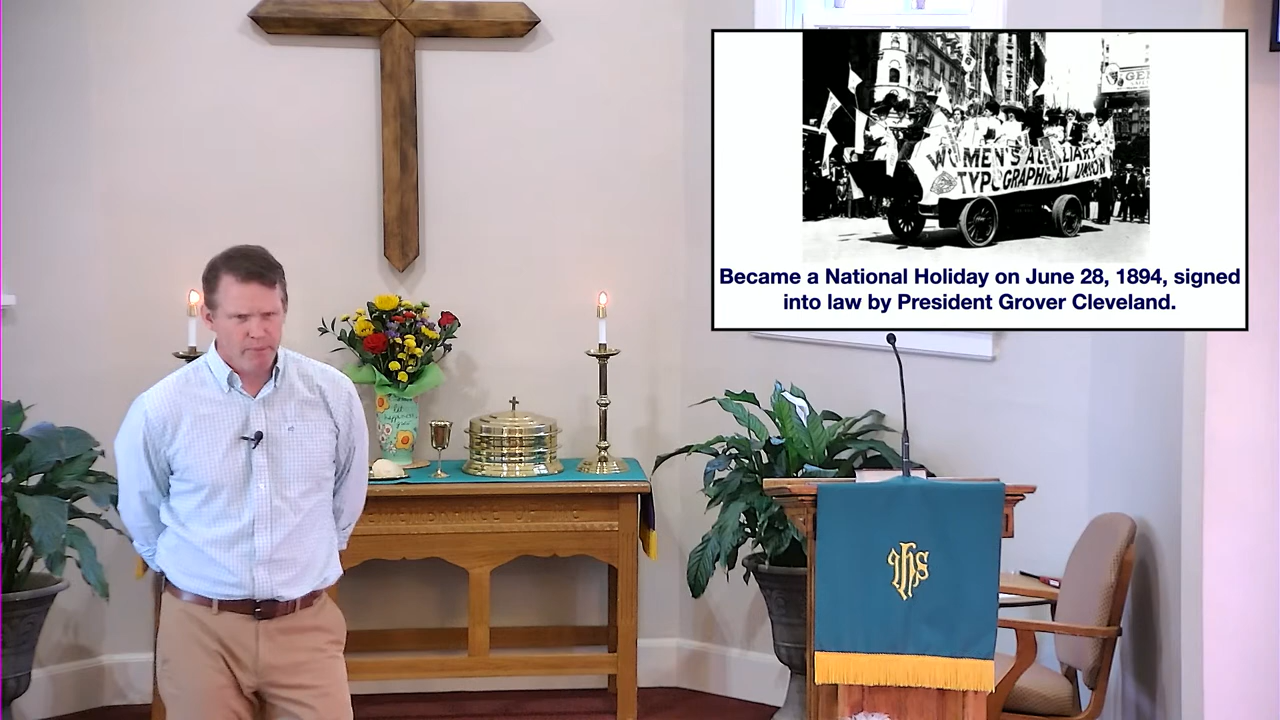 WOMEN'S AUXILIARY
TYPOGRAPHICAL UNION
Became a National Holiday on June 28, 1894, signed
into law by President Grover Cleveland.
IHS